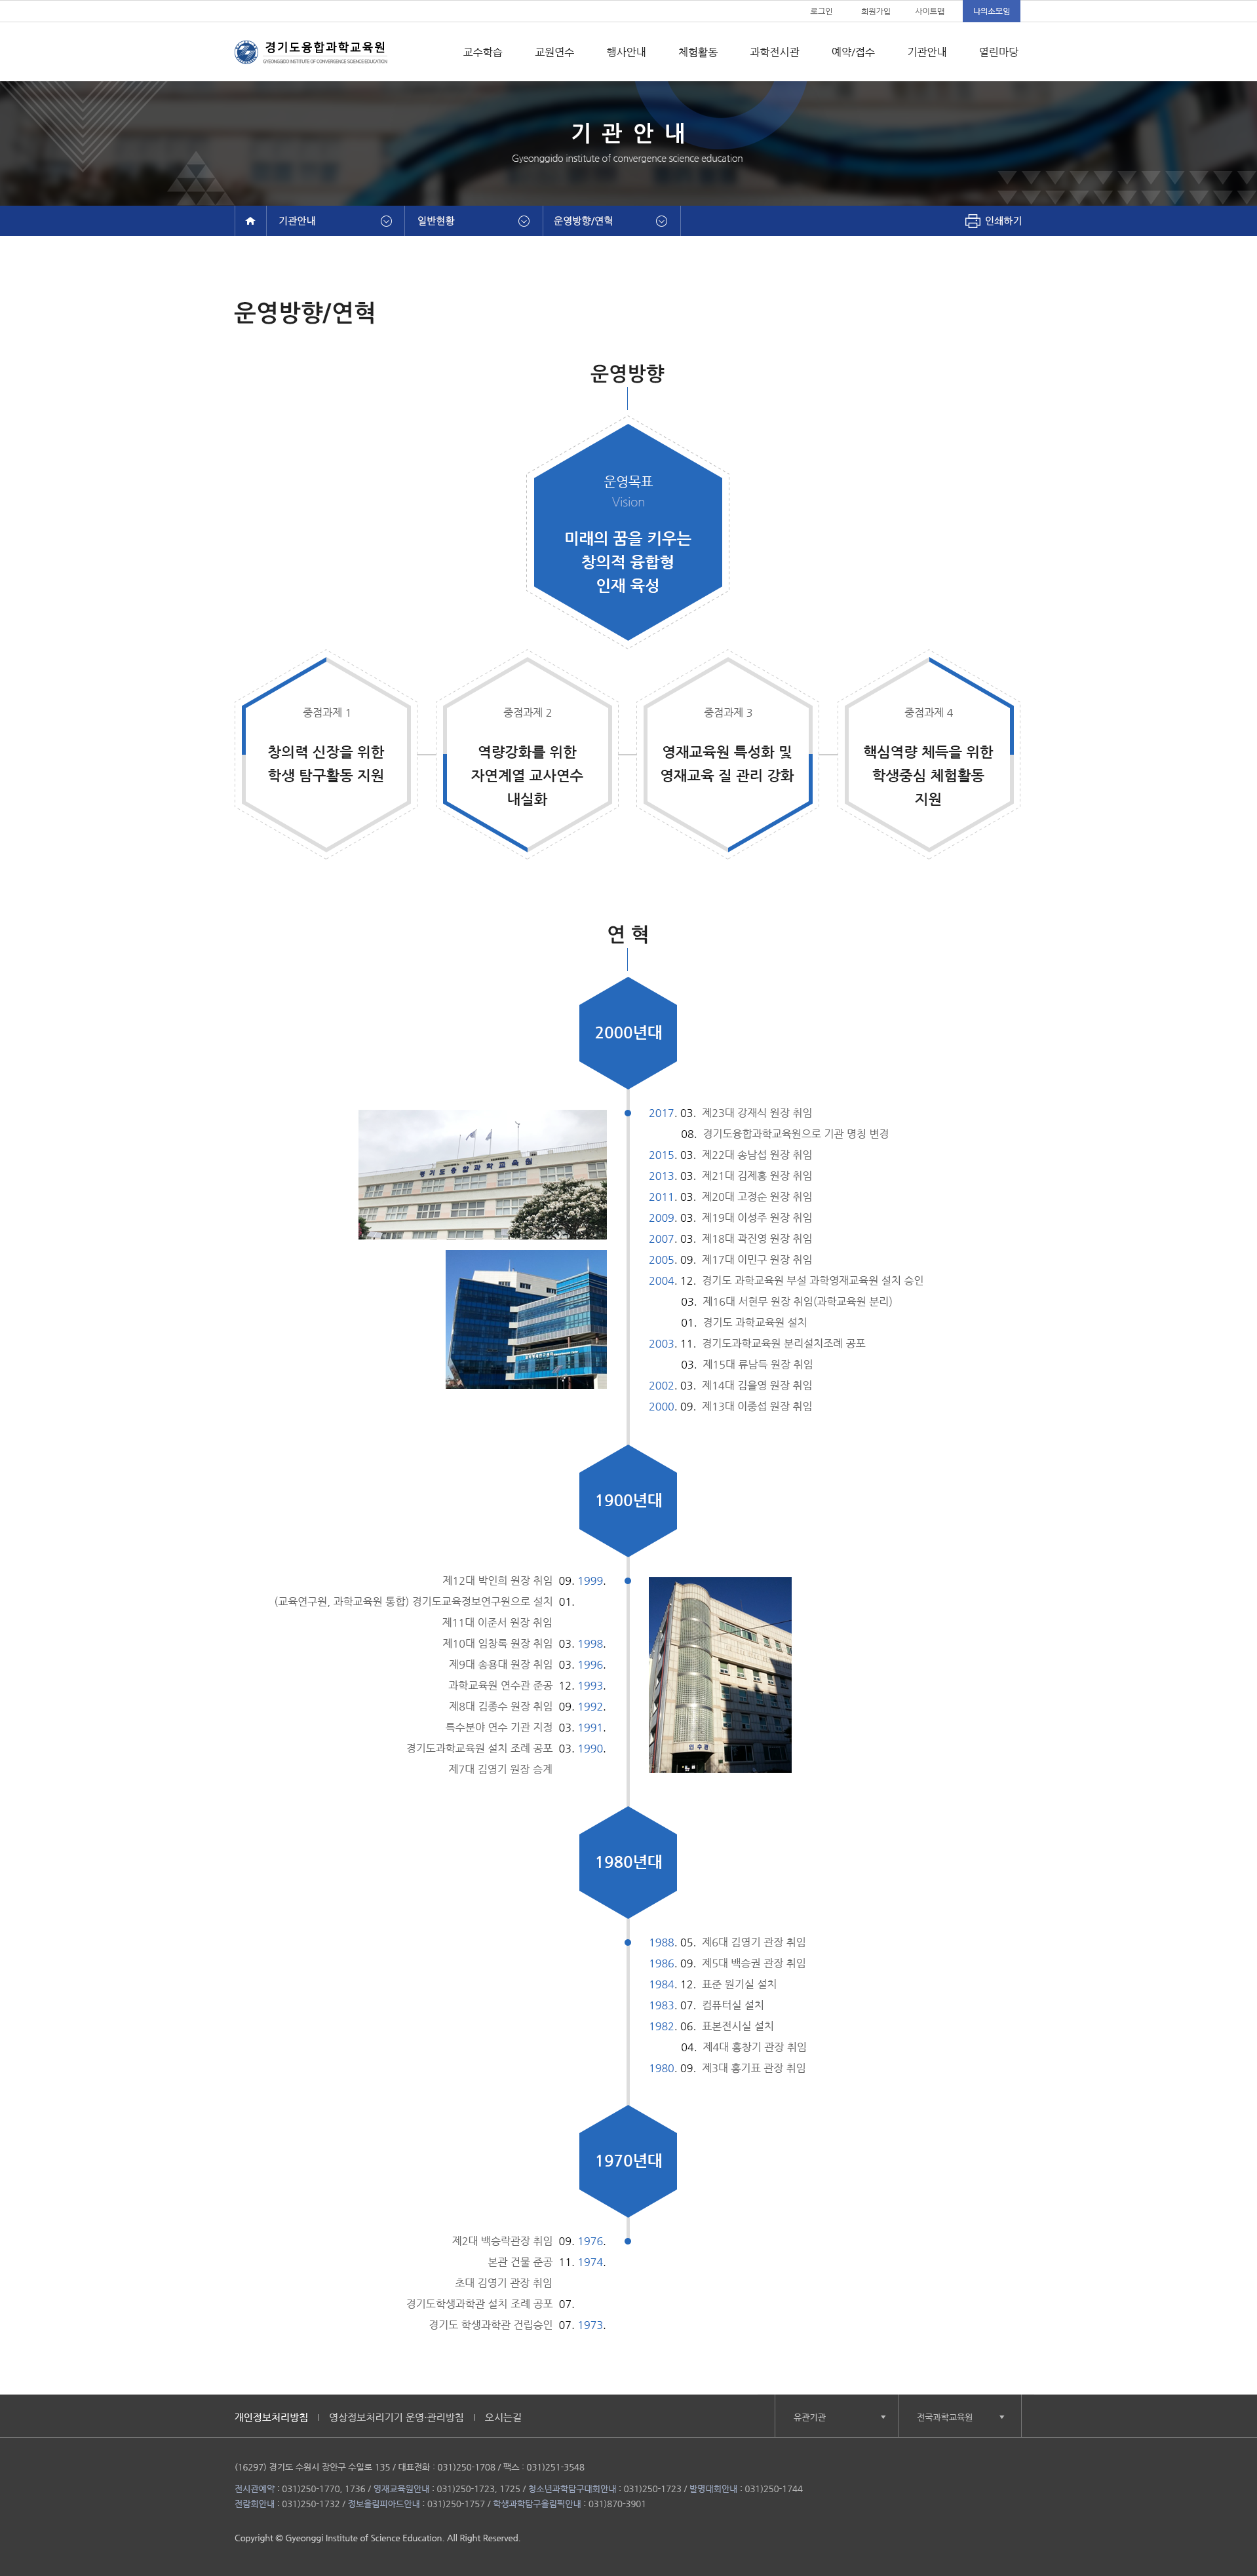 로그인 회원가입 사이트맵 나의소모임
경기도융합과학교육원
GYEONGGIDO INSTITUTE OF CONVERGENCE SCIENCE EDUCATION
교수학습 교원연수 행사안내 체험활동 과학전시관 예약/접수 기관안내 열린마당
기 관 안 내
Gyeonggido institute of convergence science education
기관안내 일반현황 운영방향/연혁 인쇄하기
운영방향/연혁
운영방향
운영목표
Vision
미래의 꿈을 키우는
창의적 융합형
인재 육성
중점과제 1
창의력 신장을 위한
학생 탐구활동 지원
중점과제 2
역량강화를 위한
자연계열 교사연수
내실화
중점과제 3
영재교육원 특성화 및
영재교육 질 관리 강화
중점과제 4
핵심역량 체득을 위한
학생중심 체험활동
지원
연 혁
2000년대
경기도융합과학교육원
2017. 03. 제23대 강재식 원장 취임
08. 경기도융합과학교육원으로 기관 명칭 변경
2015. 03. 제22대 송남섭 원장 취임
2013. 03. 제21대 김제홍 원장 취임
2011. 03. 제20대 고정순 원장 취임
2009. 03. 제19대 이성주 원장 취임
2007. 03. 제18대 곽진영 원장 취임
2005. 09. 제17대 이민구 원장 취임
2004. 12. 경기도 과학교육원 부설 과학영재교육원 설치 승인
03. 제16대 서현무 원장 취임(과학교육원 분리)
01. 경기도 과학교육원 설치
2003. 11. 경기도과학교육원 분리설치조례 공포
03. 제15대 류남득 원장 취임
2002. 03. 제14대 김을영 원장 취임
2000. 09. 제13대 이중섭 원장 취임
1900년대
제12대 박인희 원장 취임 09. 1999.
(교육연구원, 과학교육원 통합) 경기도교육정보연구원으로 설치 01.
제11대 이준서 원장 취임
제10대 임창록 원장 취임 03. 1998.
제9대 송용대 원장 취임 03. 1996.
과학교육원 연수관 준공 12. 1993.
제8대 김종수 원장 취임 09. 1992.
특수분야 연수 기관 지정 03. 1991.
경기도과학교육원 설치 조례 공포 03. 1990.
제7대 김영기 원장 승계
1980년대
1988. 05. 제6대 김영기 관장 취임
1986. 09. 제5대 백승권 관장 취임
1984. 12. 표준 원기실 설치
1983. 07. 컴퓨터실 설치
1982. 06. 표본전시실 설치
04. 제4대 홍창기 관장 취임
1980. 09. 제3대 홍기표 관장 취임
1970년대
제2대 백승락관장 취임 09. 1976.
본관 건물 준공 11. 1974.
초대 김영기 관장 취임
경기도학생과학관 설치 조례 공포 07.
경기도 학생과학관 건립승인 07. 1973.
개인정보처리방침 영상정보처리기기 운영·관리방침 오시는길 유관기관 전국과학교육원
(16297) 경기도 수원시 장안구 수일로 135 / 대표전화 : 031)250-1708 / 팩스 : 031)251-3548
전시관예약 : 031)250-1770, 1736 / 영재교육원안내 : 031)250-1723, 1725 / 청소년과학탐구대회안내 : 031)250-1723 / 발명대회안내 : 031)250-1744
전람회안내 : 031)250-1732 / 정보올림피아드안내 : 031)250-1757 / 학생과학탐구올림픽안내 : 031)870-3901
Copyright © Gyeonggi Institute of Science Education. All Right Reserved.